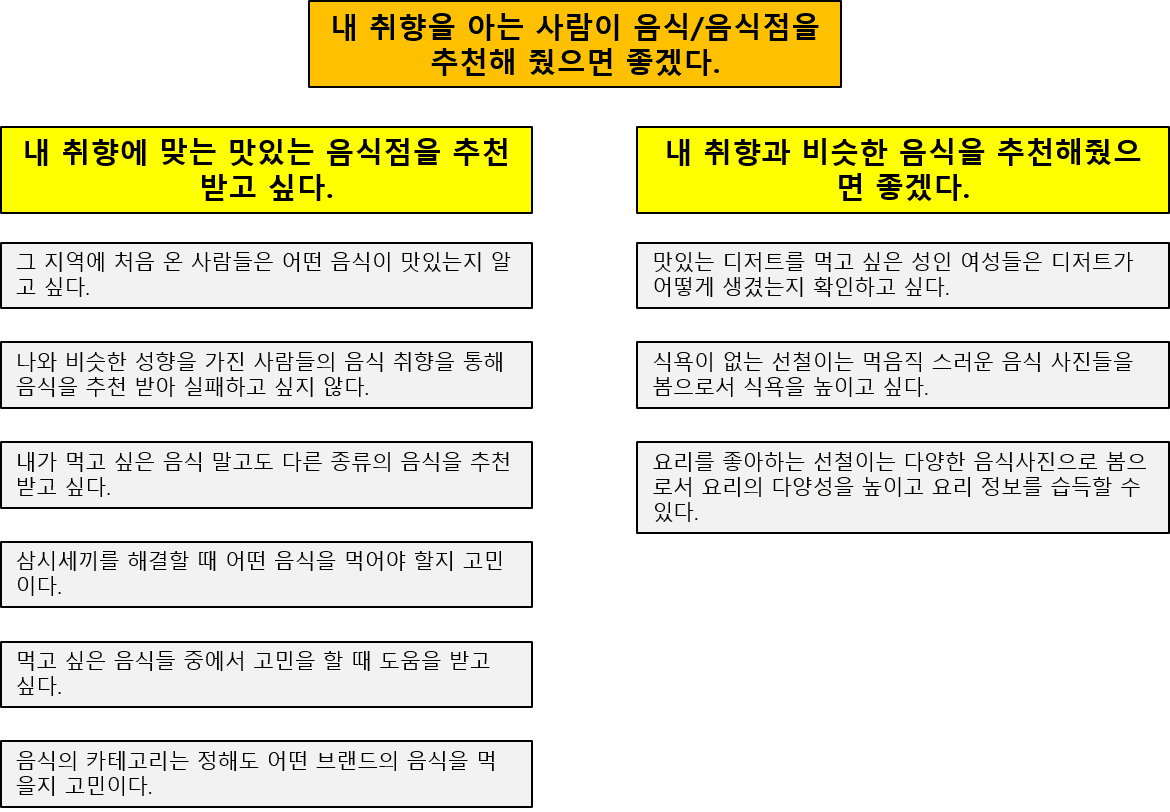 내 취향을 아는 사람이 음식/음식점을
추천해 줬으면 좋겠다.
내 취향에 맞는 맛있는 음식점을 추천
받고 싶다.
그 지역에 처음 온 사람들은 어떤 음식이 맛있는지 알
고 싶다.
나와 비슷한 성향을 가진 사람들의 음식 취향을 통해
음식을 추천 받아 실패하고 싶지 않다.
내가 먹고 싶은 음식 말고도 다른 종류의 음식을 추천
받고 싶다.
삼시세끼를 해결할 때 어떤 음식을 먹어야 할지 고민
이다.
먹고 싶은 음식들 중에서 고민을 할 때 도움을 받고
싶다.
음식의 카테고리는 정해도 어떤 브랜드의 음식을 먹
을지 고민이다.
내 취향과 비슷한 음식을 추천해줬으
면 좋겠다.
맛있는 디저트를 먹고 싶은 성인 여성들은 디저트가
어떻게 생겼는지 확인하고 싶다.
식욕이 없는 선철이는 먹음직 스러운 음식 사진들을
봄으로서 식욕을 높이고 싶다.
요리를 좋아하는 선철이는 다양한 음식사진으로 봄으
로서 요리의 다양성을 높이고 요리 정보를 습득할 수
있다.